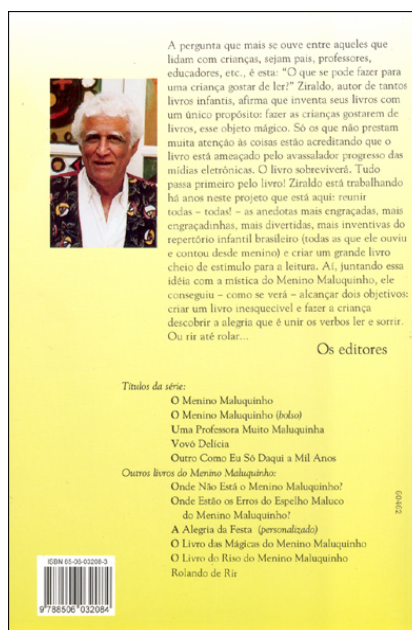 A pergunta que mais se ouve entre aqueles que
lidam com crianças, sejam pais, professores,
educadores, etc., é esta: "O que se pode fazer para
uma criança gostar de ler?" Ziraldo, autor de tantos
livros infantis, afirma que inventa seus livros com
um único propósito: fazer as crianças gostarem de
livros, esse objeto mágico. Só os que não prestam
muita atenção às coisas estão acreditando que o
livro está ameaçado pelo avassalador progresso das
mídias eletrônicas. O livro sobreviverá. Tudo
passa primeiro pelo livro! Ziraldo está trabalhando
há anos neste projeto que está aqui: reunir
todas – todas! – as anedotas mais engraçadas, mais
engraçadinhas, mais divertidas, mais inventivas do
repertório infantil brasileiro (todas as que ele ouviu
e contou desde menino) e criar um grande livro
cheio de estímulo para a leitura. Aí, juntando essa
idéia com a mística do Menino Maluquinho, ele
conseguiu – como se verá – alcançar dois objetivos:
criar um livro inesquecível e fazer a criança
descobrir a alegria que é unir os verbos ler e sorrir.
Ou rir até rolar...
Os editores
Títulos da série:
O Menino Maluquinho
O Menino Maluquinho (bolso)
Uma Professora Muito Maluquinha
Vovó Delícia
Outro Como Eu Só Daqui a Mil Anos
Outros livros do Menino Maluquinho:
Onde Não Está o Menino Maluquinho?
Onde Estão os Erros do Espelho Maluco
do Menino Maluquinho?
A Alegria da Festa (personalizado)
O Livro das Mágicas do Menino Maluquinho
O Livro do Riso do Menino Maluquinho
Rolando de Rir
60462
ISBN 85-06-03208-3
9 788506 032084